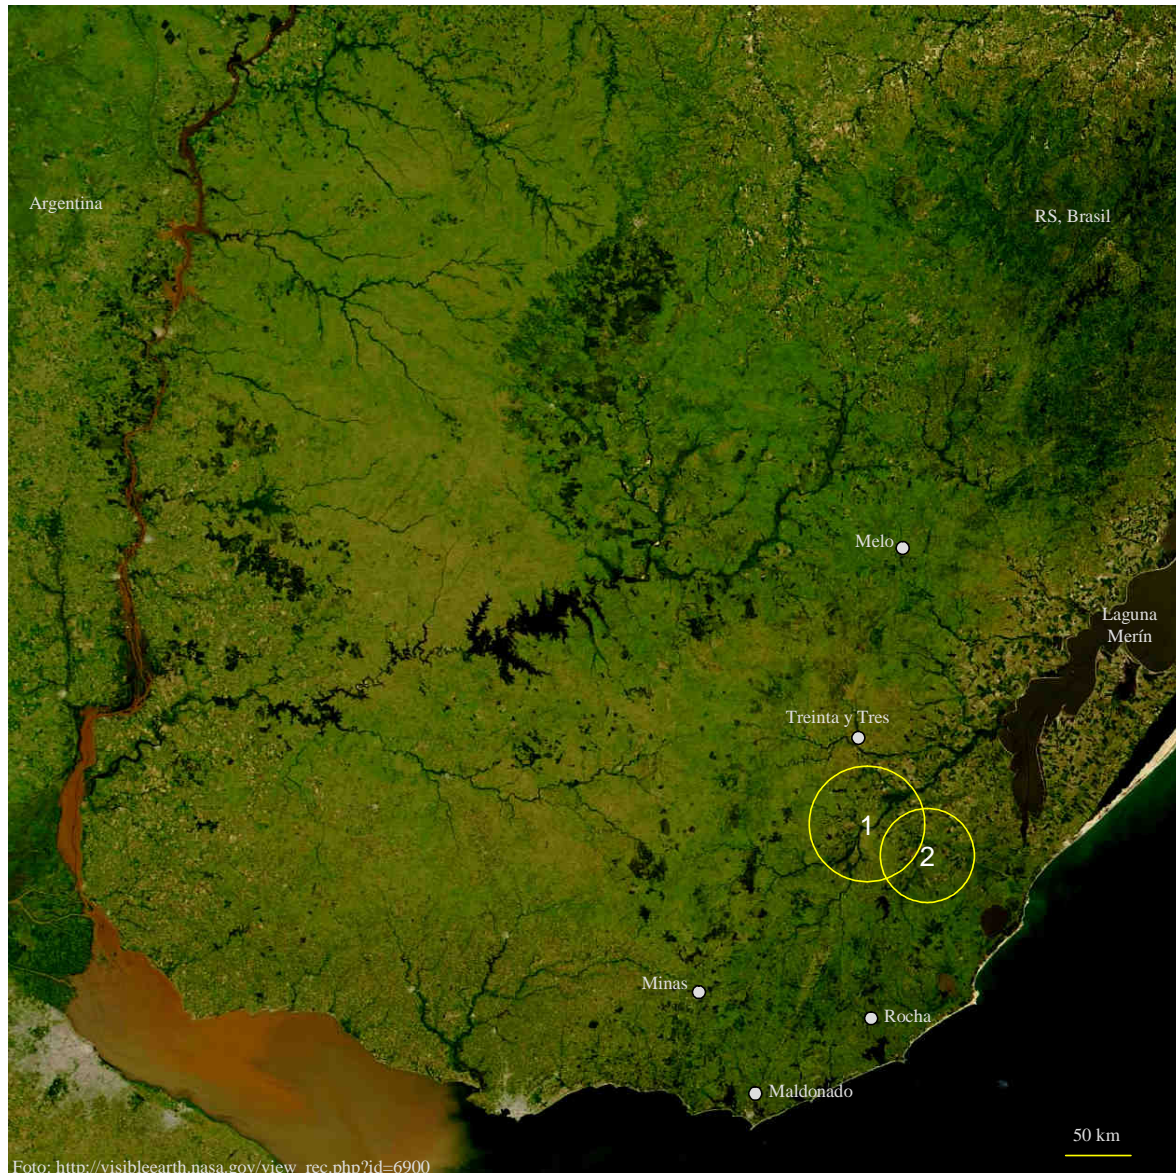 Argentina
RS, Brasil
Melo
Laguna
Merín
Treinta y Tres
1
2
Minas
Rocha
Maldonado
50 km
Foto: http://visibleearth.nasa.gov/view_rec.php?id=6900